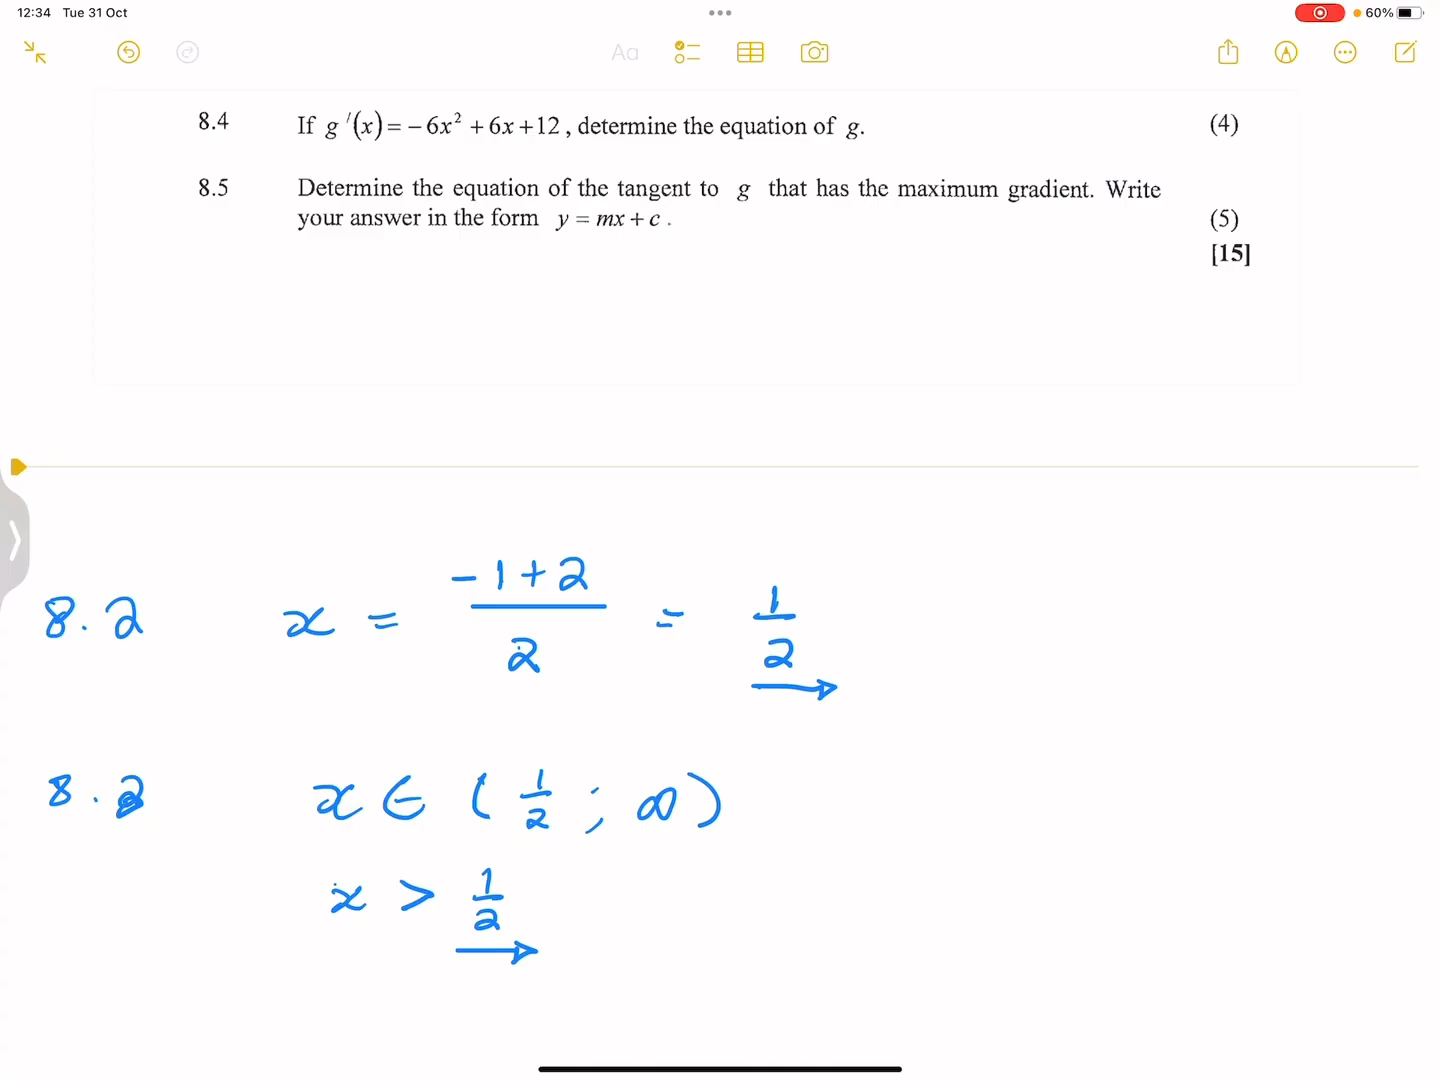 12:34 Tue 31 Oct
60%
Aa
8.4 If g ′(x) = − 6x² + 6x + 12 , determine the equation of g. (4)
8.5 Determine the equation of the tangent to g that has the maximum gradient. Write
your answer in the form y = mx + c . (5)
[15]
8.2 x = (-1+2)/2 = 1/2
8.2 x ∈ (1/2 ; ∞)
x > 1/2